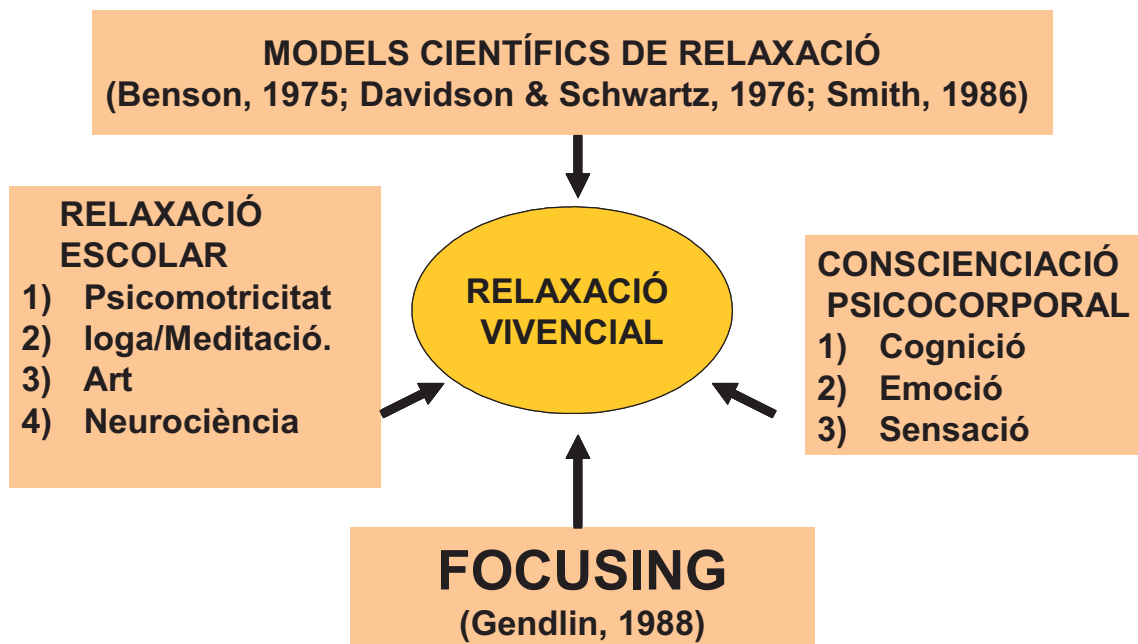 MODELS CIENTÍFICS DE RELAXACIÓ
(Benson, 1975; Davidson & Schwartz, 1976; Smith, 1986)
RELAXACIÓ
ESCOLAR
1) Psicomotricitat
2) Ioga/Meditació.
3) Art
4) Neurociència
RELAXACIÓ
VIVENCIAL
CONSCIENCIACIÓ
PSICOCORPORAL
1) Cognició
2) Emoció
3) Sensació
FOCUSING
(Gendlin, 1988)